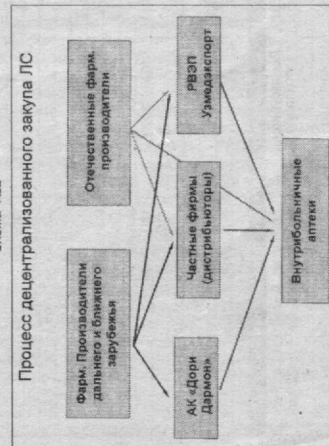 Процесс децентрализованного закупа ЛС
Фарм. Производители
дальнего и ближнего
зарубежья
Отечественные фарм.
производители
АК «Дори
Дармон»
Частные фирмы
(дистрибьюторы)
РВЭП
Узмедэкспорт
Внутрибольничные
аптеки